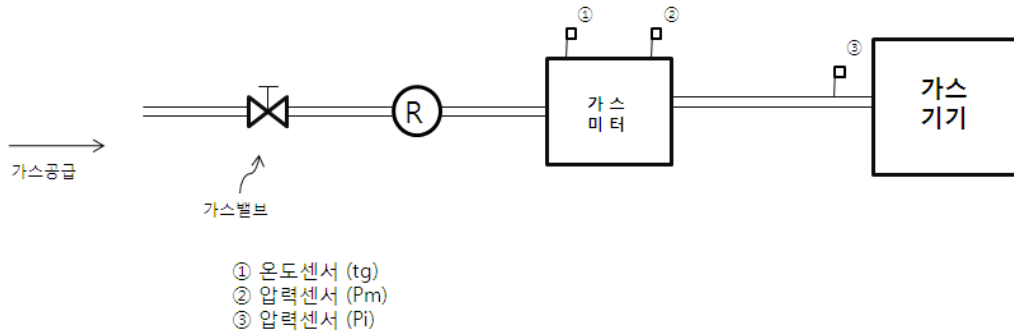 ① ②
③
R
가 스
미 터
가스
기기
가스공급
가스밸브
① 온도센서 (tg)
② 압력센서 (Pm)
③ 압력센서 (Pi)